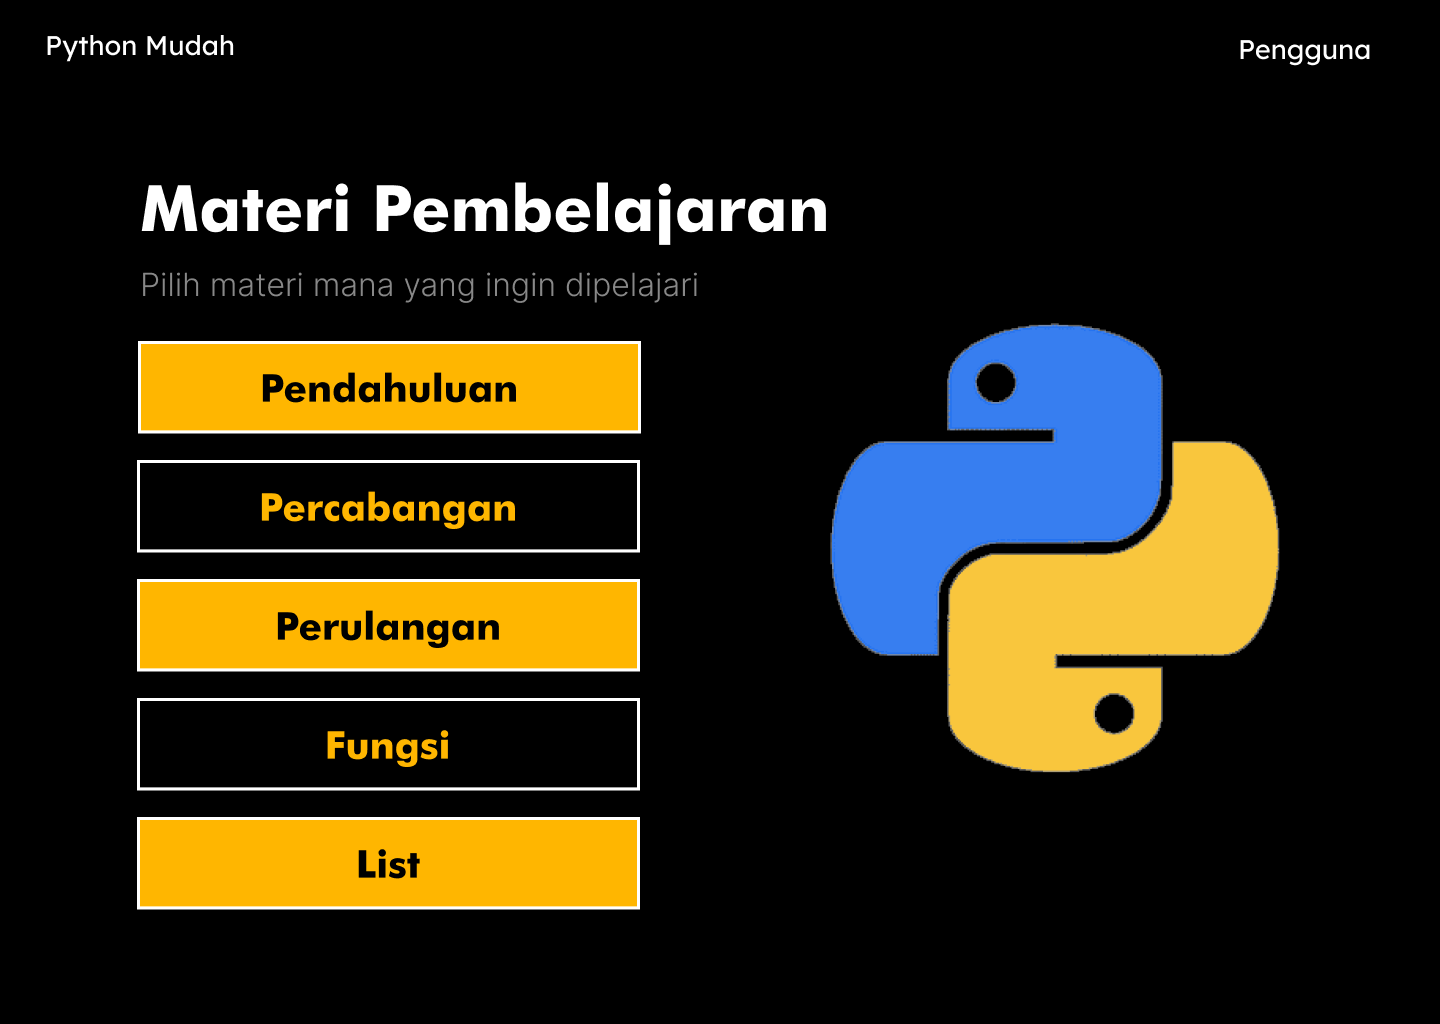 Python Mudah
Pengguna
Materi Pembelajaran
Pilih materi mana yang ingin dipelajari
Pendahuluan
Percabangan
Perulangan
Fungsi
List